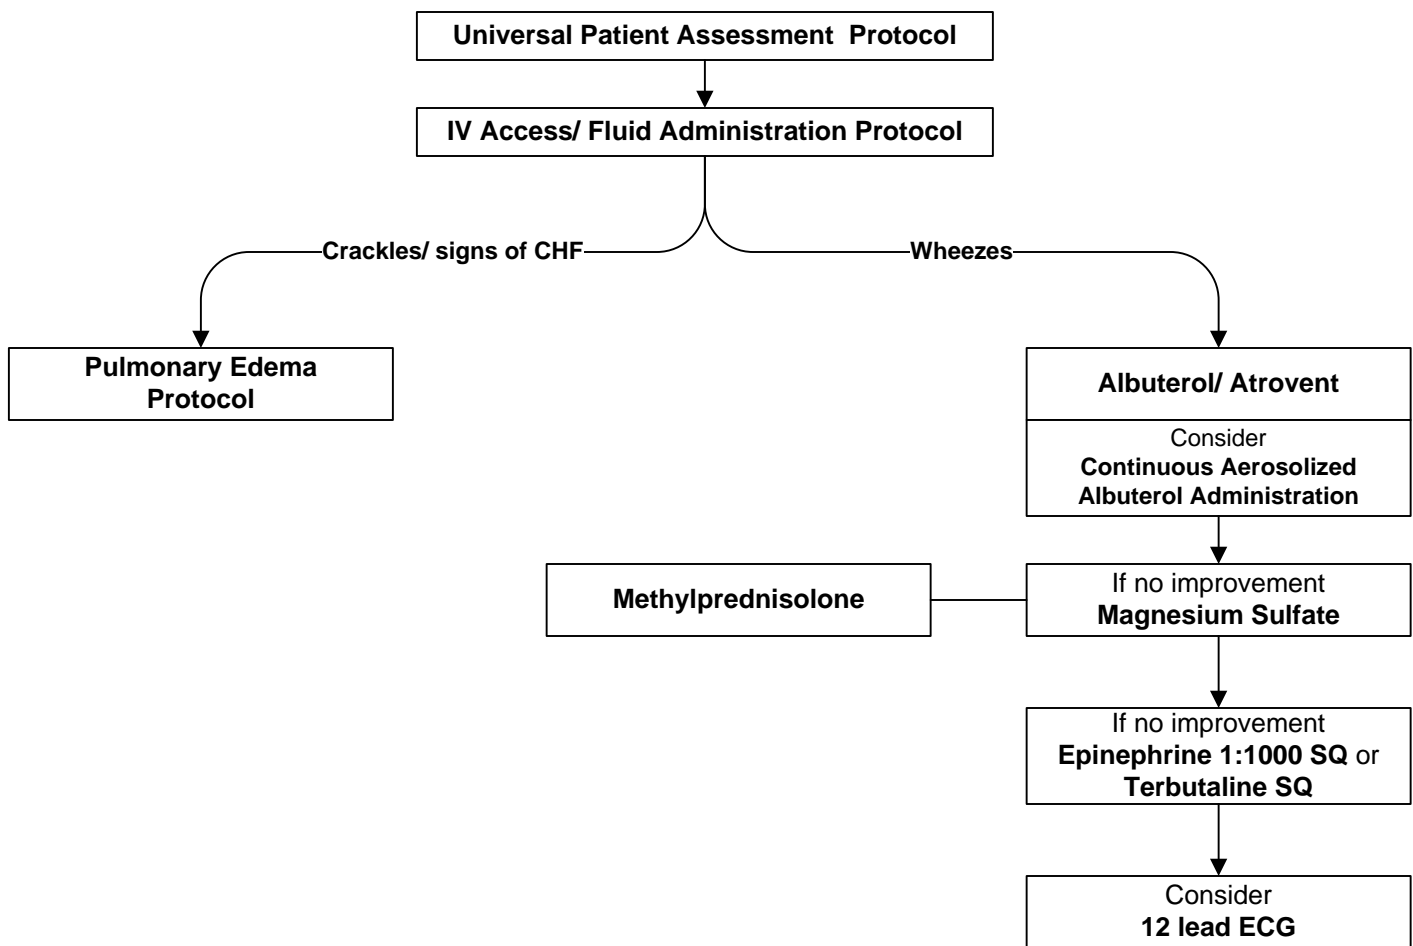 Universal Patient Assessment  Protocol
IV Access/ Fluid Administration Protocol
Crackles/ signs of CHF
Wheezes
Pulmonary Edema
Protocol
Albuterol/ Atrovent
Consider
Continuous Aerosolized
Albuterol Administration
Methylprednisolone
If no improvement
Magnesium Sulfate
If no improvement
Epinephrine 1:1000 SQ or
Terbutaline SQ
Consider
12 lead ECG